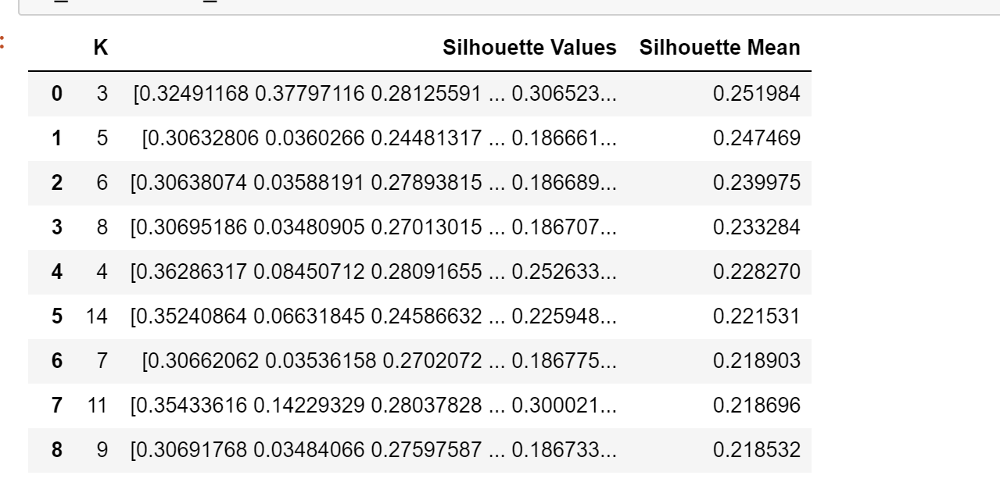 K Silhouette Values Silhouette Mean
0 3 [0.32491168 0.37797116 0.28125591 ... 0.306523... 0.251984
1 5 [0.30632806 0.0360266 0.24481317 ... 0.186661... 0.247469
2 6 [0.30638074 0.03588191 0.27893815 ... 0.186689... 0.239975
3 8 [0.30695186 0.03480905 0.27013015 ... 0.186707... 0.233284
4 4 [0.36286317 0.08450712 0.28091655 ... 0.252633... 0.228270
5 14 [0.35240864 0.06631845 0.24586632 ... 0.225948... 0.221531
6 7 [0.30662062 0.03536158 0.2702072 ... 0.186775... 0.218903
7 11 [0.35433616 0.14229329 0.28037828 ... 0.300021... 0.218696
8 9 [0.30691768 0.03484066 0.27597587 ... 0.186733... 0.218532